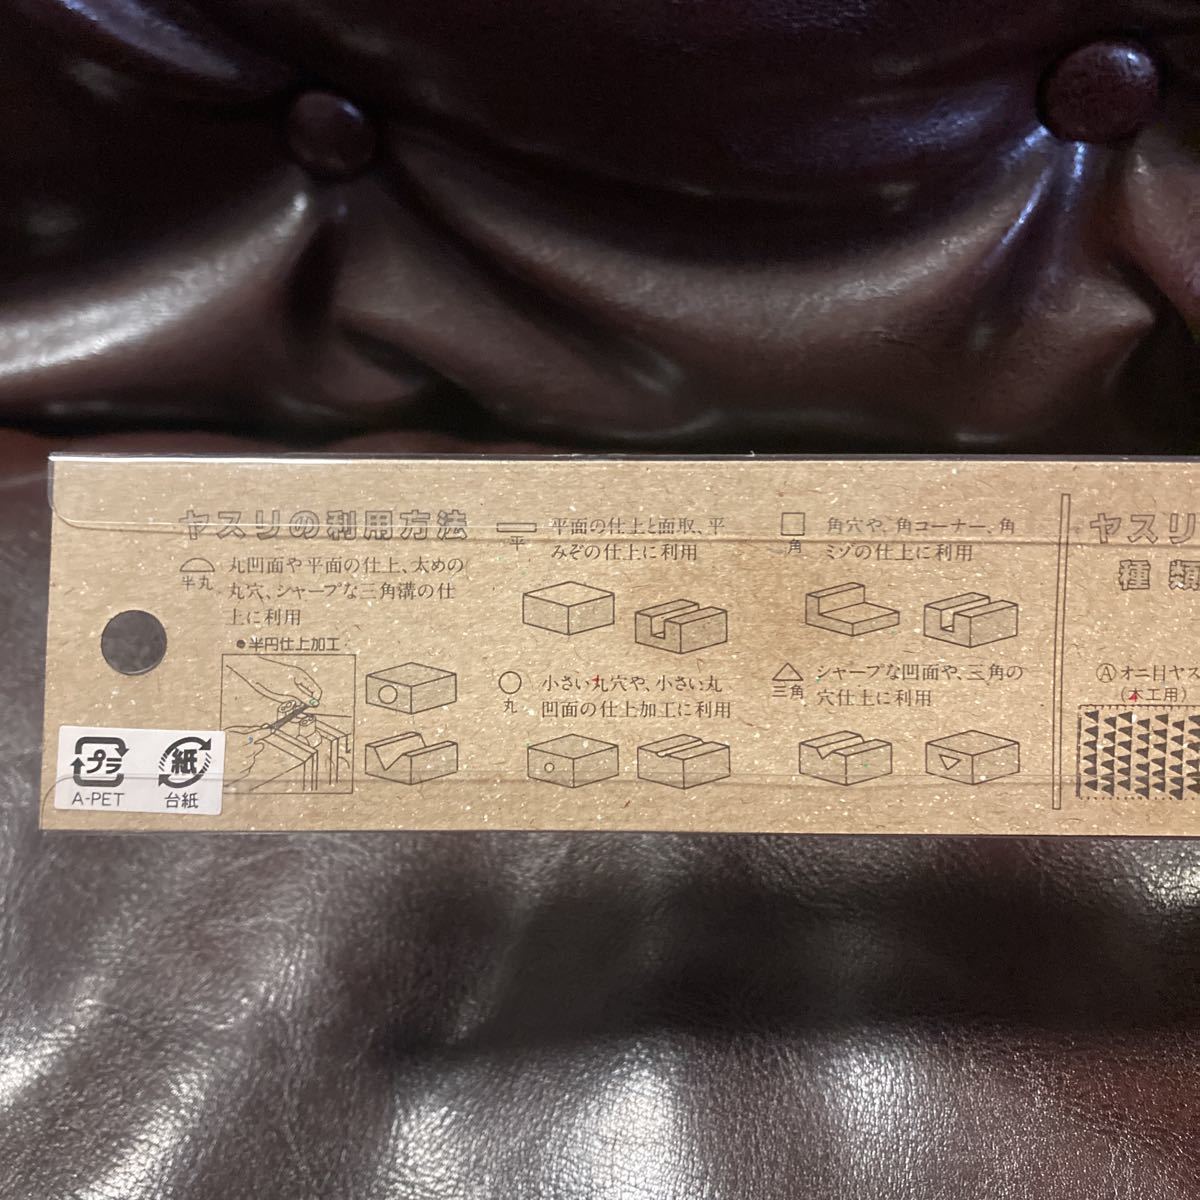 ヤスリの利用方法
半丸
丸凹面や平面の仕上、太めの
丸穴、シャープな三角溝の仕
上に利用
●半円仕上加工
平
平面の仕上と面取、平
みぞの仕上に利用
丸
小さい丸穴や、小さい丸
凹面の仕上加工に利用
角
角穴や、角コーナー、角
ミゾの仕上に利用
三角
シャープな凹面や、三角の
穴仕上に利用
ヤスリ
種類
Ⓐオニ目ヤス
(木工用)
プラ
A-PET
紙
台紙